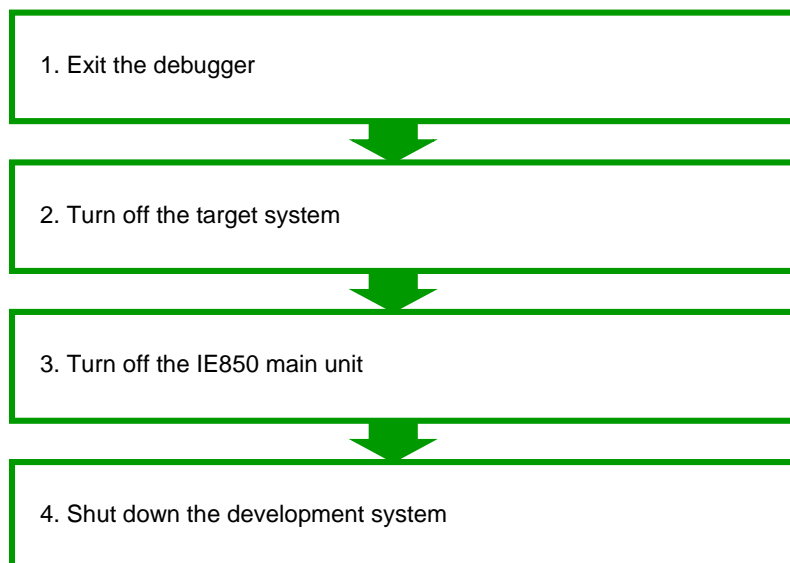 1. Exit the debugger
2. Turn off the target system
3. Turn off the IE850 main unit
4. Shut down the development system